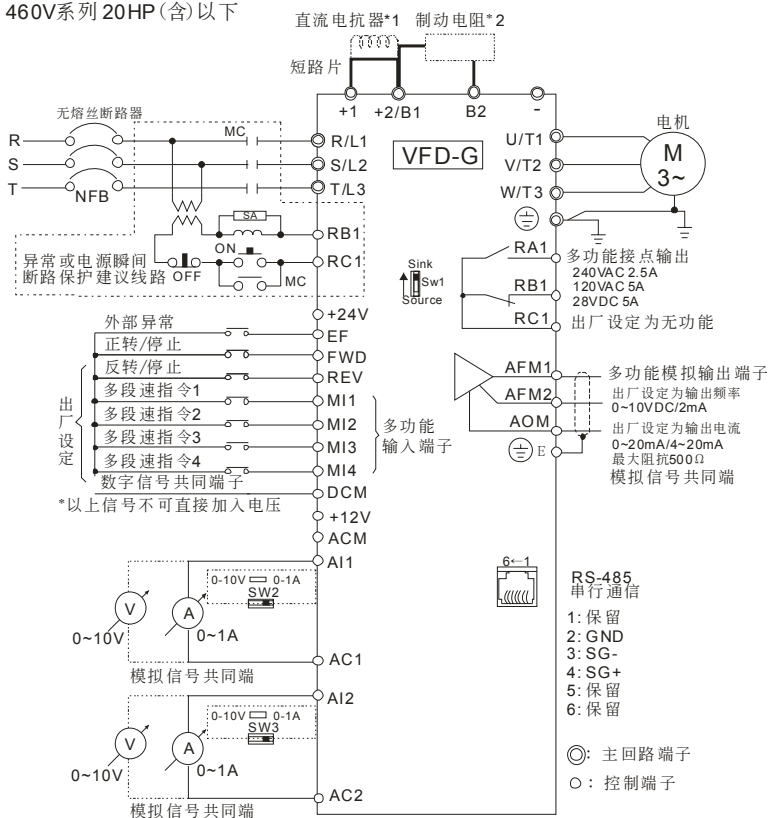 460V系列 20HP(含)以下
直流电抗器*1 制动电阻*2
短路片
+1 +2/B1 B2 -
无熔丝断路器
MC
R
S
T
NFB
R/L1
S/L2
T/L3
VFD-G
U/T1
V/T2
W/T3
电机
M
3~
SA
ON
OFF
MC
异常或电源瞬间
断路保护建议线路
RB1
RC1
Sink
Sw1
Source
RA1
RB1
RC1
多功能接点输出
240VAC 2.5A
120VAC 5A
28VDC 5A
出厂设定为无功能
+24V
外部异常
EF
正转/停止
FWD
反转/停止
REV
多段速指令1
MI1
多段速指令2
MI2
多段速指令3
MI3
多段速指令4
MI4
数字信号共同端子
DCM
出厂设定
多功能
输入端子
*以上信号不可直接加入电压
+12V
ACM
AFM1
AFM2
AOM
E
多功能模拟输出端子
出厂设定为输出频率
0~10VDC/2mA
出厂设定为输出电流
0~20mA/4~20mA
最大阻抗500Ω
模拟信号共同端
AI1
0-10V 0-1A
SW2
V
A
0~10V
0~1A
AC1
模拟信号共同端
AI2
0-10V 0-1A
SW3
V
A
0~10V
0~1A
AC2
模拟信号共同端
6←1
RS-485
串行通信
1:保留
2:GND
3:SG-
4:SG+
5:保留
6:保留
: 主回路端子
: 控制端子